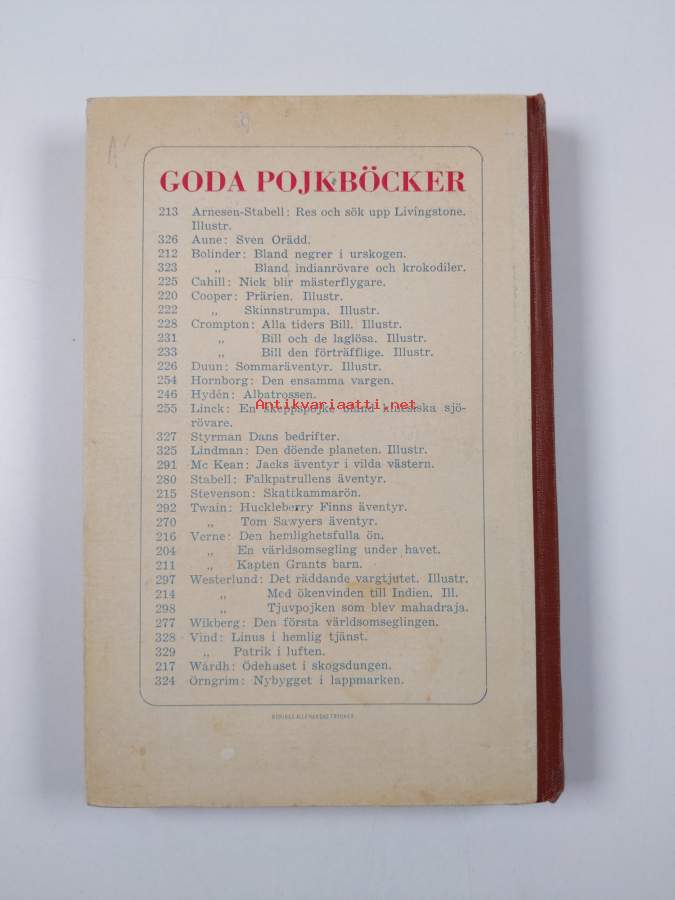 GODA POJKBÖCKER
213 Arnesen-Stabell: Res och sök upp Livingstone.
Illustr.
326 Aune: Sven Orädd.
212 Bolinder: Bland negrer i urskogen.
323 „ Bland indianrövare och krokodiler.
225 Cahill: Nick blir mästerflygare.
220 Cooper: Prärien. Illustr.
222 „ Skinnstrumpa. Illustr.
228 Crompton: Alla tiders Bill. Illustr.
231 „ Bill och de laglösa. Illustr.
233 „ Bill den förträfflige. Illustr.
226 Duun: Sommaräventyr. Illustr.
254 Hornborg: Den ensamma vargen.
246 Hydén: Albatrossen.
Antikvariaatti.net
255 Linck: En skeppspojke bland kinesiska sjö-
rövare.
327 Styrman Dans bedrifter.
325 Lindman: Den döende planeten. Illustr.
291 Mc Kean: Jacks äventyr i vilda västern.
280 Stabell: Falkpatrullens äventyr.
215 Stevenson: Skattkammarön.
292 Twain: Huckleberry Finns äventyr.
270 „ Tom Sawyers äventyr.
216 Verne: Den hemlighetsfulla ön.
204 „ En världsomsegling under havet.
211 „ Kapten Grants barn.
297 Westerlund: Det räddande vargtjutet. Illustr.
214 „ Med ökenvinden till Indien. Ill.
298 „ Tjuvpojken som blev mahadraja.
277 Wikberg: Den första världsomseglingen.
328 Vind: Linus i hemlig tjänst.
329 „ Patrik i luften.
217 Wårdh: Ödehuset i skogsdungen.
324 Örngrim: Nybygget i lappmarken.